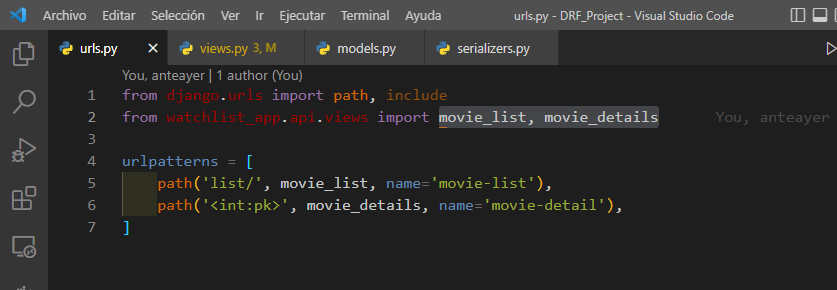 Archivo Editar Selección Ver Ir Ejecutar Terminal Ayuda urls.py - DRF_Project - Visual Studio Code
urls.py × views.py 3, M models.py serializers.py
You, anteayer | 1 author (You)
1 from django.urls import path, include
2 from watchlist_app.api.views import movie_list, movie_details You, anteayer
3
4 urlpatterns = [
5 path('list/', movie_list, name='movie-list'),
6 path('<int:pk>', movie_details, name='movie-detail'),
7 ]